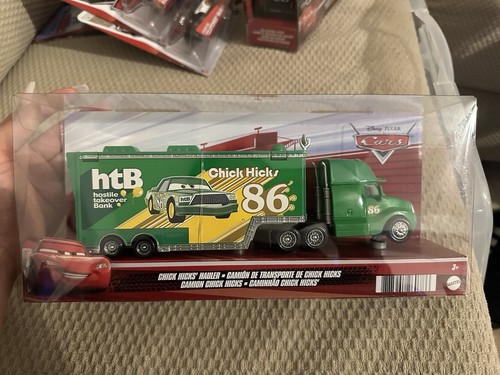 Disney PIXAR
Cars
htB
hostile
takeover
Bank
Chick Hicks
86
86
CHICK HICKS' HAULER • CAMIÓN DE TRANSPORTE DE CHICK HICKS
CAMION CHICK HICKS • CAMINHÃO CHICK HICKS'
3+
MATTEL